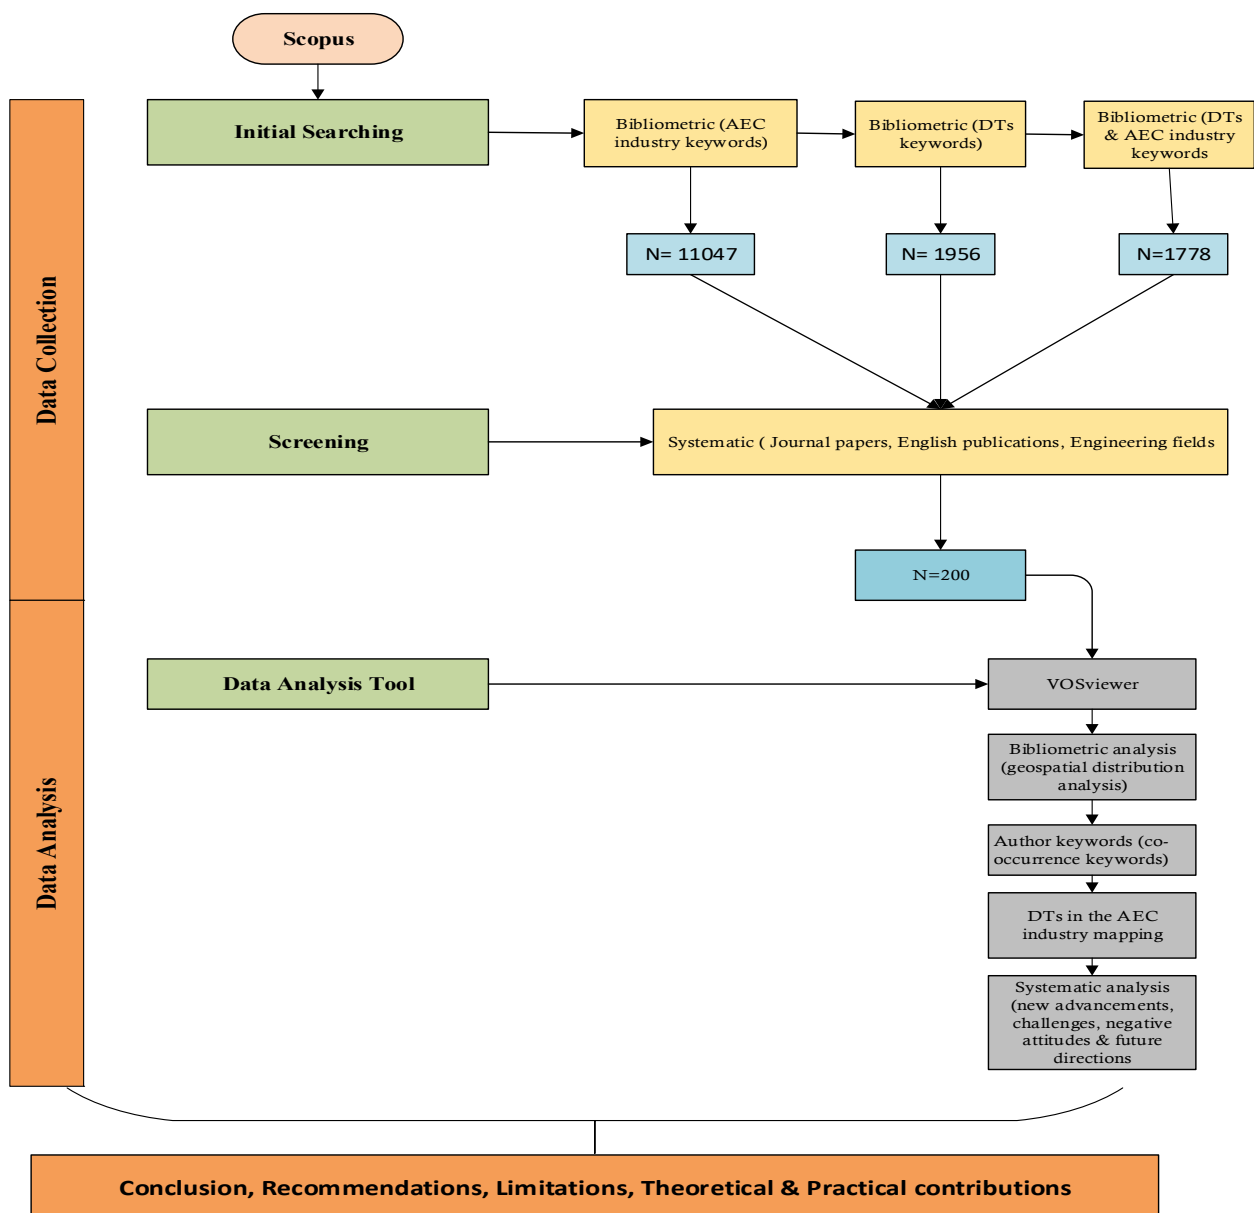 Scopus
Data Collection
Initial Searching
Bibliometric (AEC
industry keywords)
Bibliometric (DTs
keywords)
Bibliometric (DTs
& AEC industry
keywords
N= 11047
N= 1956
N=1778
Screening
Systematic ( Journal papers, English publications, Engineering fields
N=200
Data Analysis
Data Analysis Tool
VOSviewer
Bibliometric analysis
(geospatial distribution
analysis)
Author keywords (co-
occurrence keywords)
DTs in the AEC
industry mapping
Systematic analysis
(new advancements,
challenges, negative
attitudes & future
directions
Conclusion, Recommendations, Limitations, Theoretical & Practical contributions